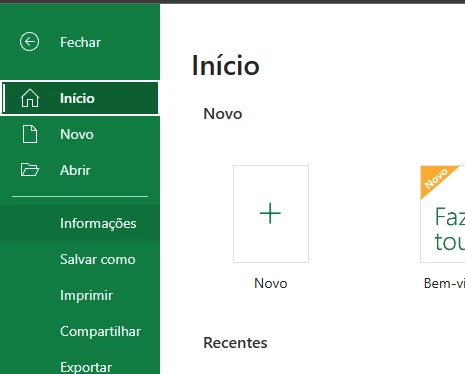 Fechar
Início
Novo
Abrir
Informações
Salvar como
Imprimir
Compartilhar
Exportar
Início
Novo
Novo
Novo
Faz
tou
Bem-vi
Recentes